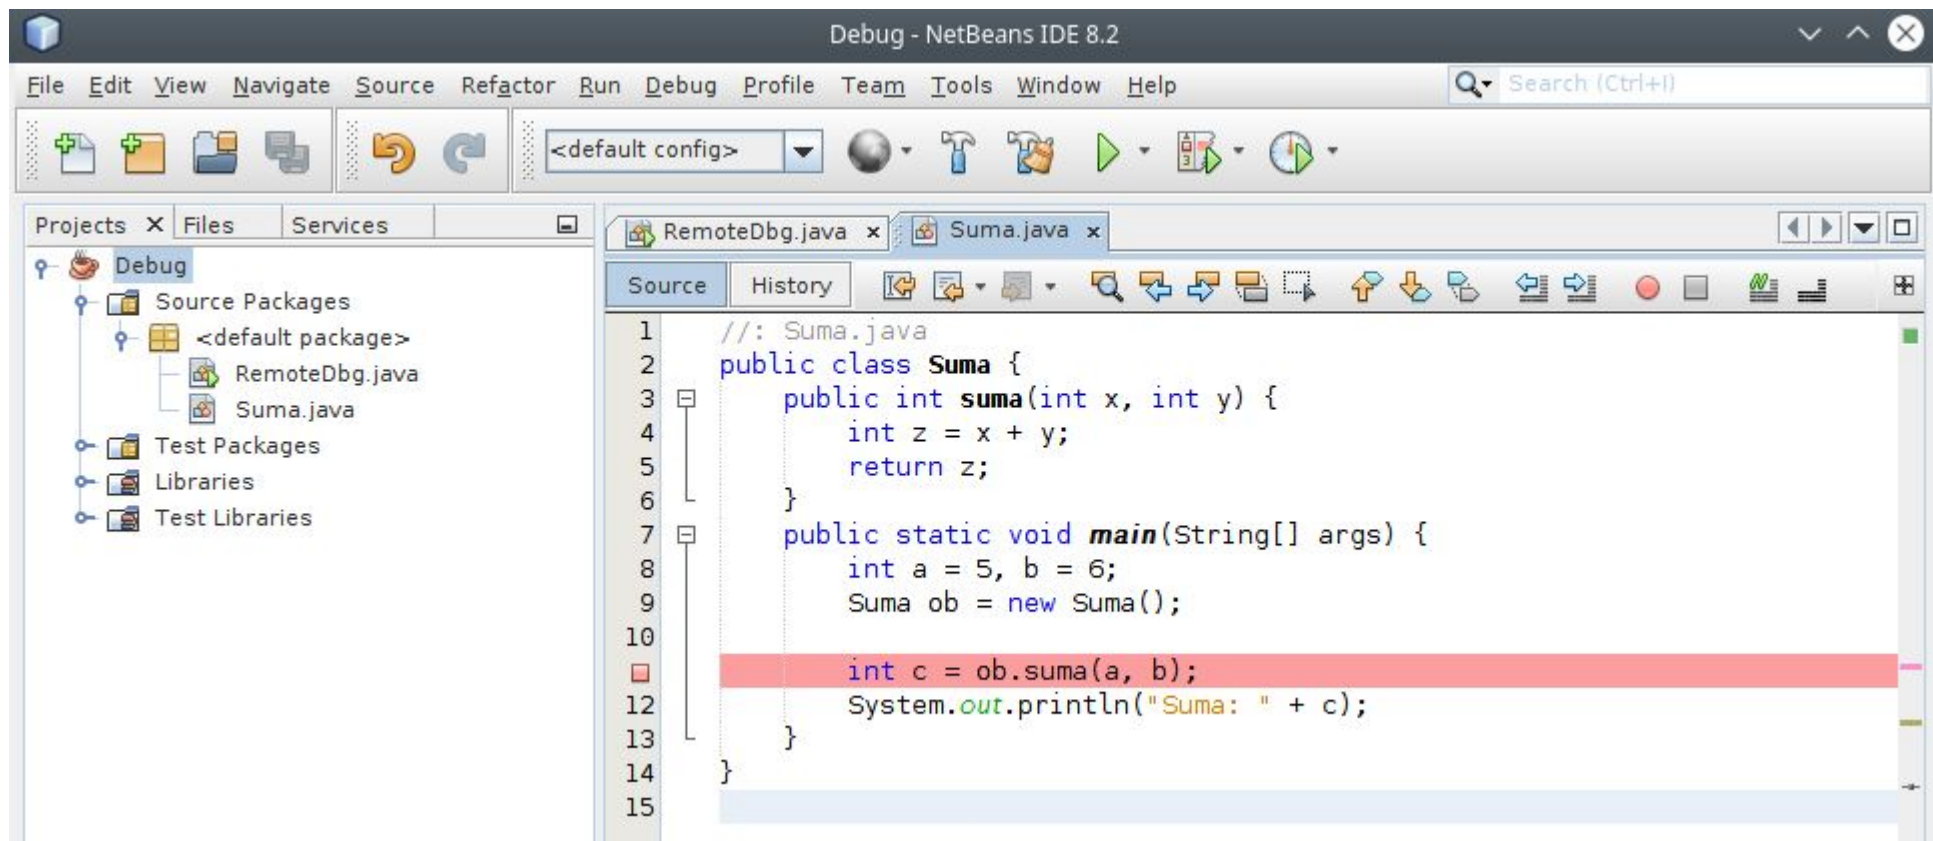 Debug - NetBeans IDE 8.2
File Edit View Navigate Source Refactor Run Debug Profile Team Tools Window Help Search (Ctrl+I)
<default config>
Projects Files Services
RemoteDbg.java Suma.java
Debug
Source Packages
<default package>
RemoteDbg.java
Suma.java
Test Packages
Libraries
Test Libraries
Source History
1 //: Suma.java
2 public class Suma {
3 public int suma(int x, int y) {
4 int z = x + y;
5 return z;
6 }
7 public static void main(String[] args) {
8 int a = 5, b = 6;
9 Suma ob = new Suma();
10
int c = ob.suma(a, b);
12 System.out.println("Suma: " + c);
13 }
14 }
15